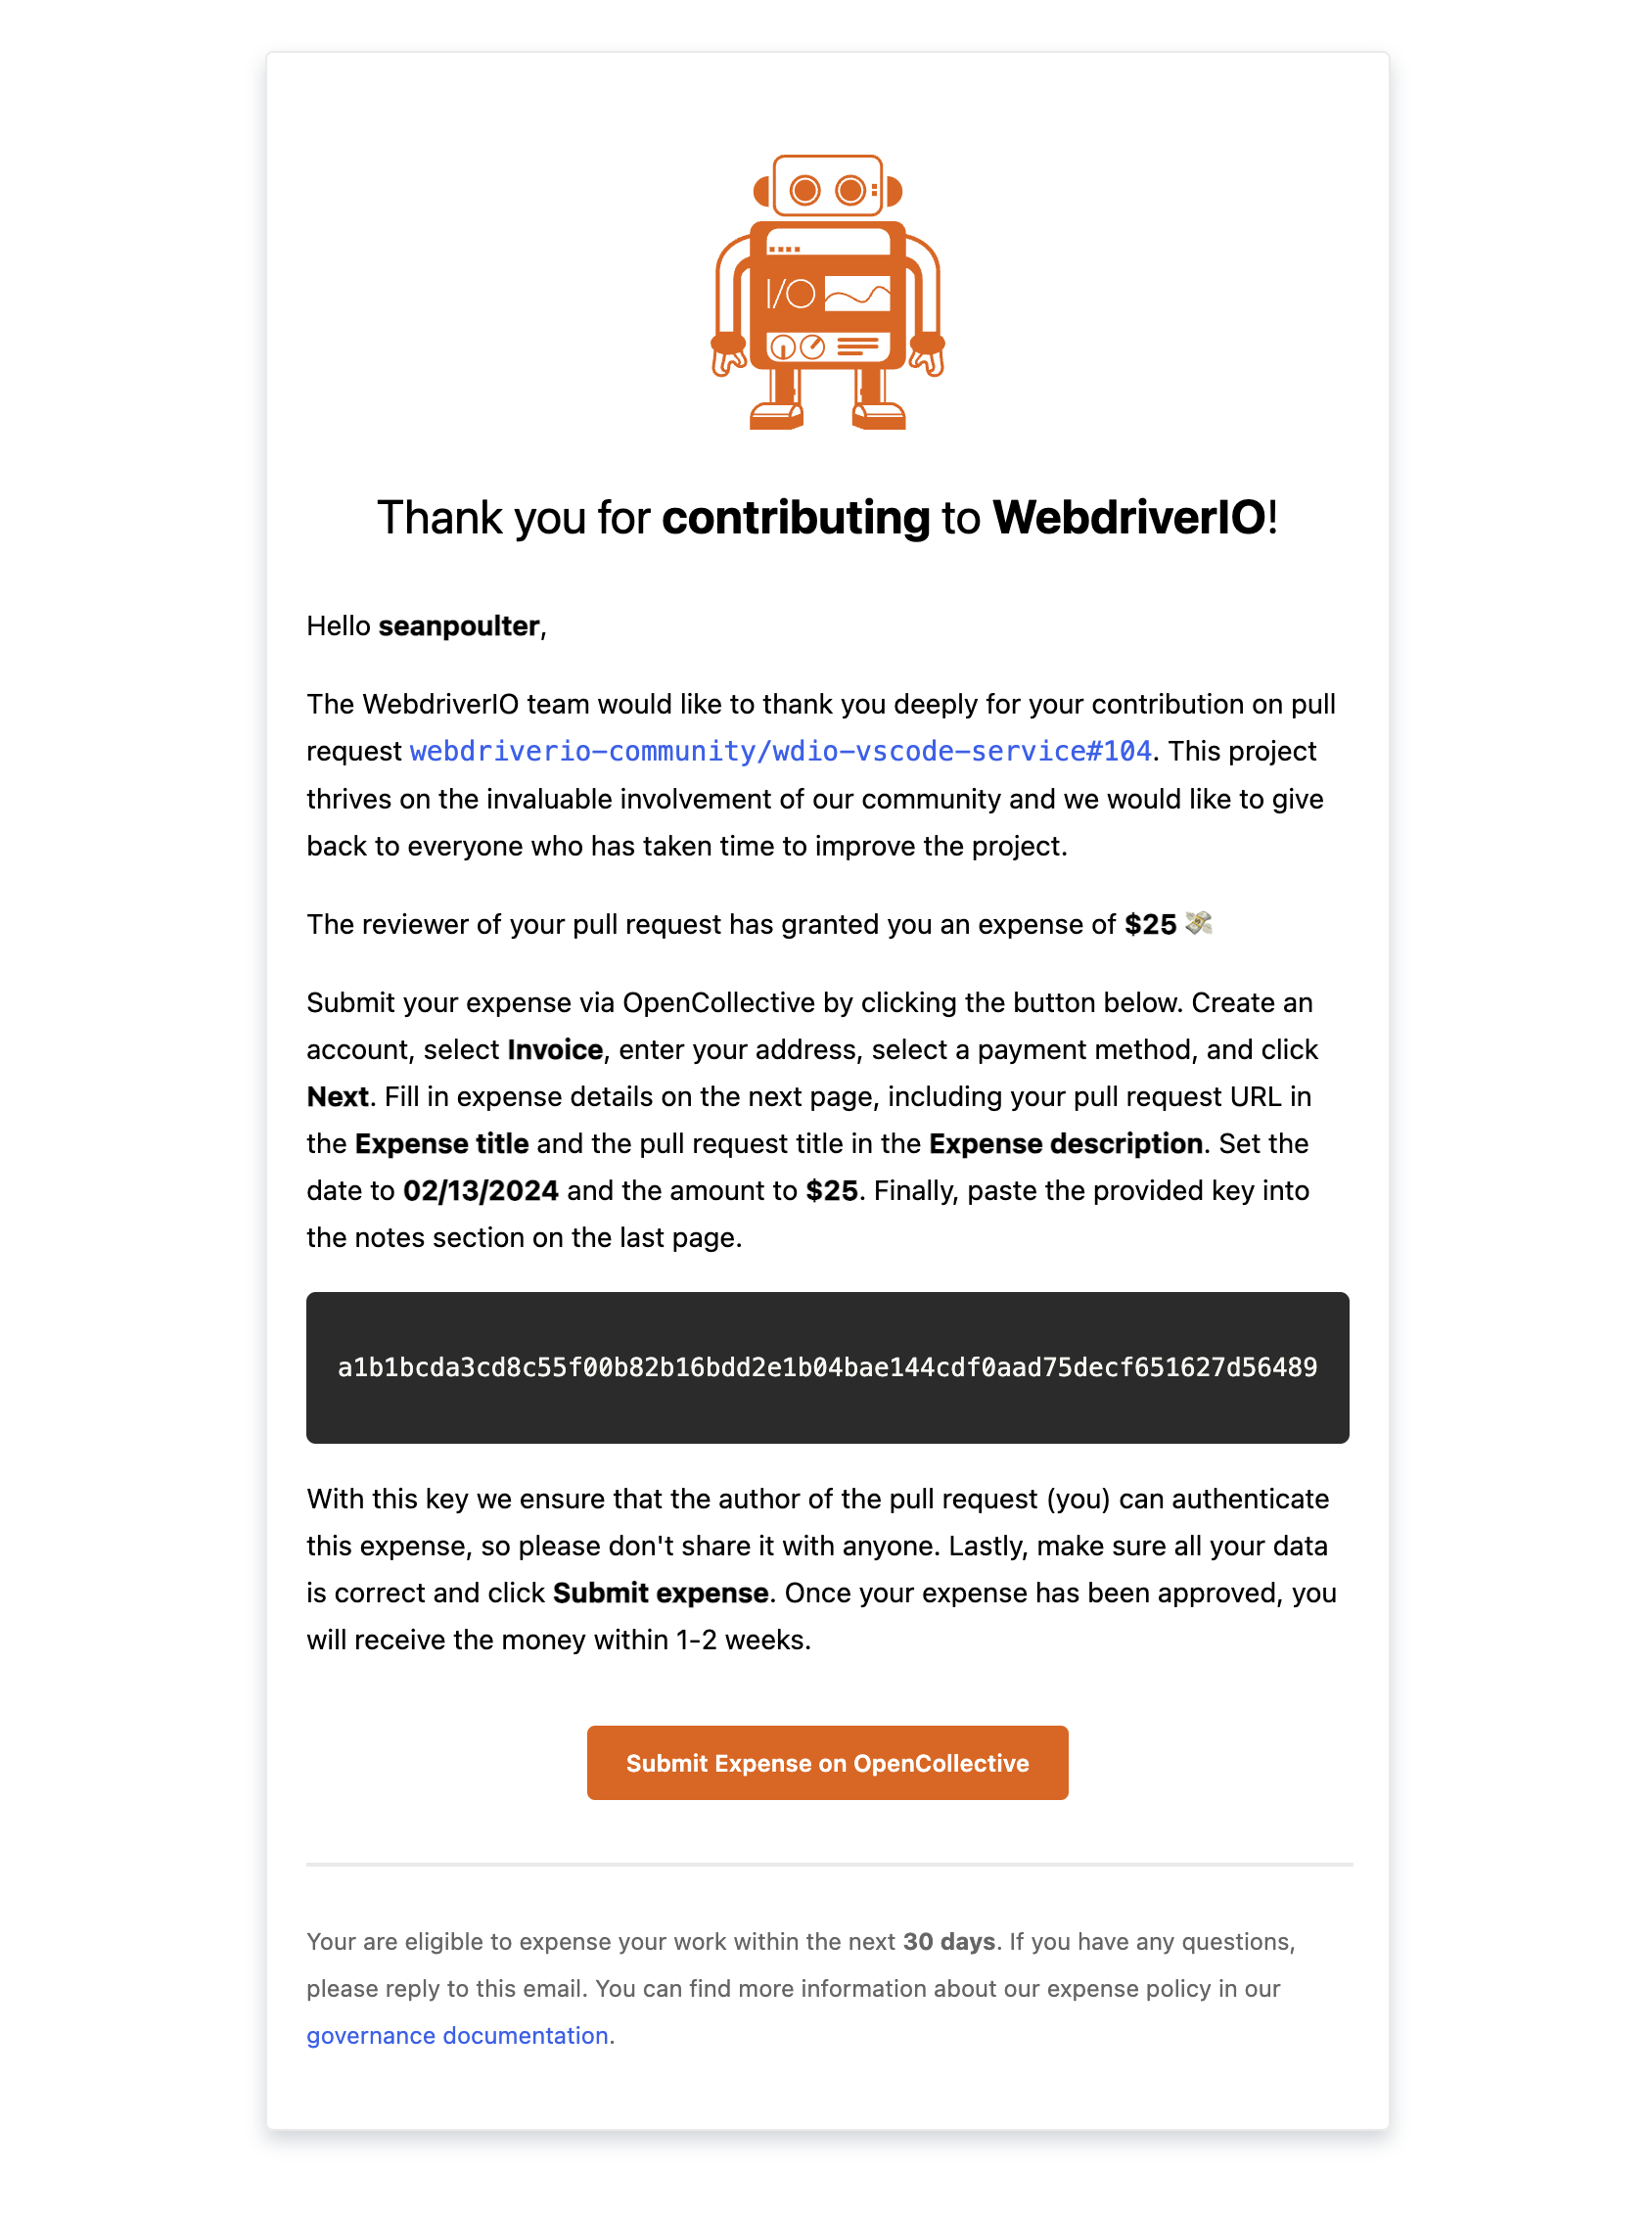 I/O
Thank you for contributing to WebdriverIO!
Hello seanpoulter,
The WebdriverIO team would like to thank you deeply for your contribution on pull
request webdriverio-community/wdio-vscode-service#104. This project
thrives on the invaluable involvement of our community and we would like to give
back to everyone who has taken time to improve the project.
The reviewer of your pull request has granted you an expense of $25 💸
Submit your expense via OpenCollective by clicking the button below. Create an
account, select Invoice, enter your address, select a payment method, and click
Next. Fill in expense details on the next page, including your pull request URL in
the Expense title and the pull request title in the Expense description. Set the
date to 02/13/2024 and the amount to $25. Finally, paste the provided key into
the notes section on the last page.
a1b1bcda3cd8c55f00b82b16bdd2e1b04bae144cdf0aad75decf651627d56489
With this key we ensure that the author of the pull request (you) can authenticate
this expense, so please don't share it with anyone. Lastly, make sure all your data
is correct and click Submit expense. Once your expense has been approved, you
will receive the money within 1-2 weeks.
Submit Expense on OpenCollective
Your are eligible to expense your work within the next 30 days. If you have any questions,
please reply to this email. You can find more information about our expense policy in our
governance documentation.